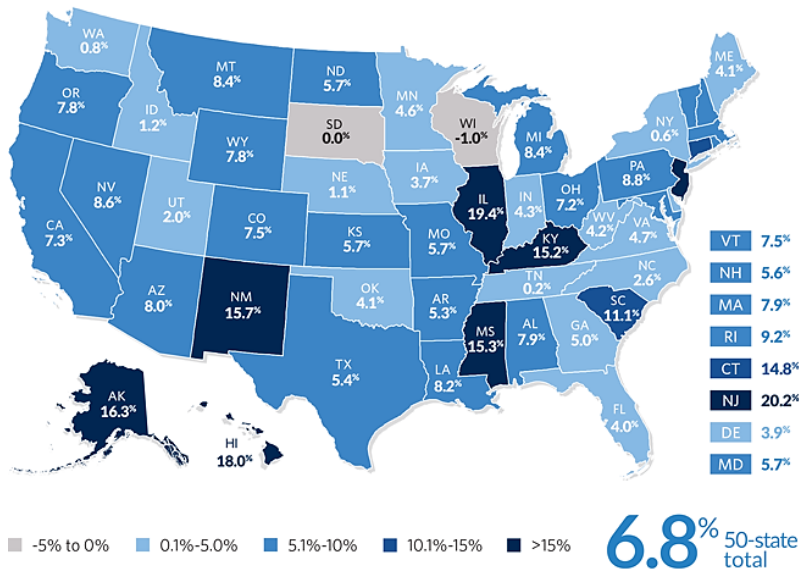 WA
0.8%
OR
7.8%
ID
1.2%
MT
8.4%
ND
5.7%
MN
4.6%
SD
0.0%
WY
7.8%
WI
-1.0%
MI
8.4%
ME
4.1%
NY
0.6%
PA
8.8%
NV
8.6%
UT
2.0%
CA
7.3%
CO
7.5%
NE
1.1%
IA
3.7%
IL
19.4%
IN
4.3%
OH
7.2%
WV
4.2%
VA
4.7%
KS
5.7%
MO
5.7%
KY
15.2%
NC
2.6%
TN
0.2%
SC
11.1%
AZ
8.0%
NM
15.7%
OK
4.1%
AR
5.3%
MS
15.3%
AL
7.9%
GA
5.0%
TX
5.4%
LA
8.2%
FL
4.0%
AK
16.3%
HI
18.0%
VT 7.5%
NH 5.6%
MA 7.9%
RI 9.2%
CT 14.8%
NJ 20.2%
DE 3.9%
MD 5.7%
-5% to 0% 0.1%-5.0% 5.1%-10% 10.1%-15% >15%
6.8% 50-state
total